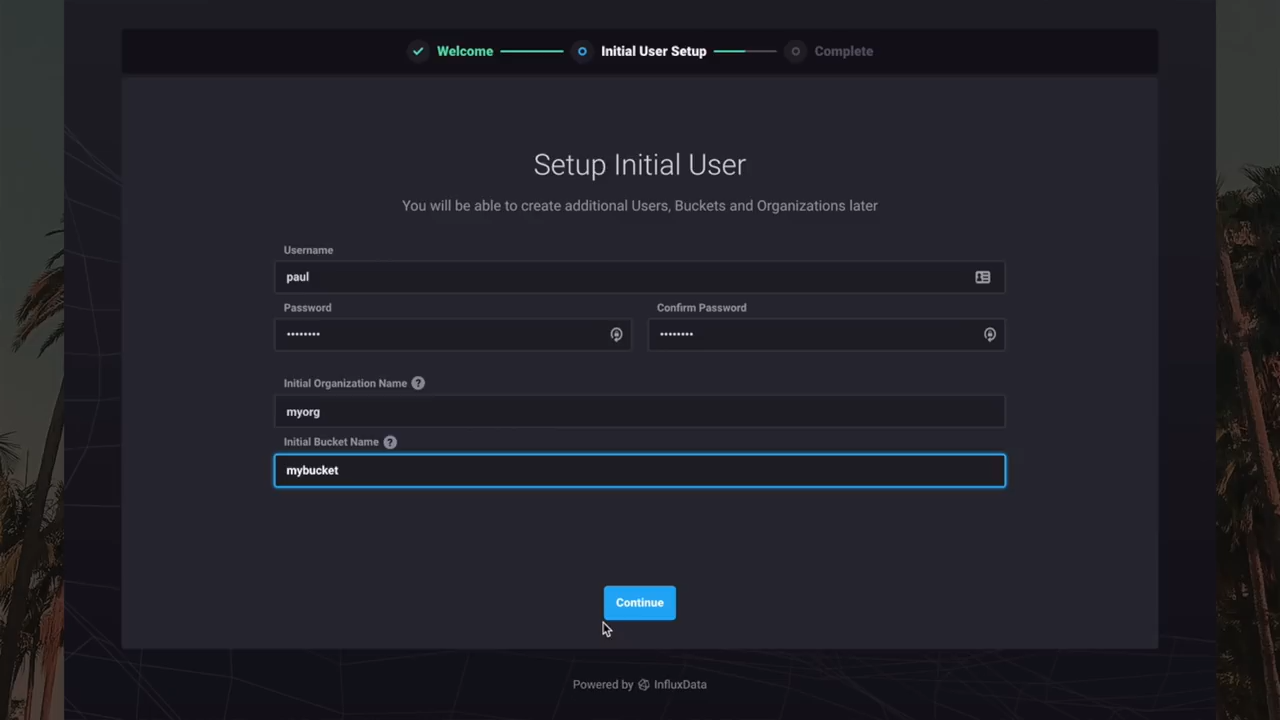 Welcome
Initial User Setup
Complete
Setup Initial User
You will be able to create additional Users, Buckets and Organizations later
Username
paul
Password
Confirm Password
••••••••
••••••••
Initial Organization Name ?
myorg
Initial Bucket Name ?
mybucket
Continue
Powered by InfluxData